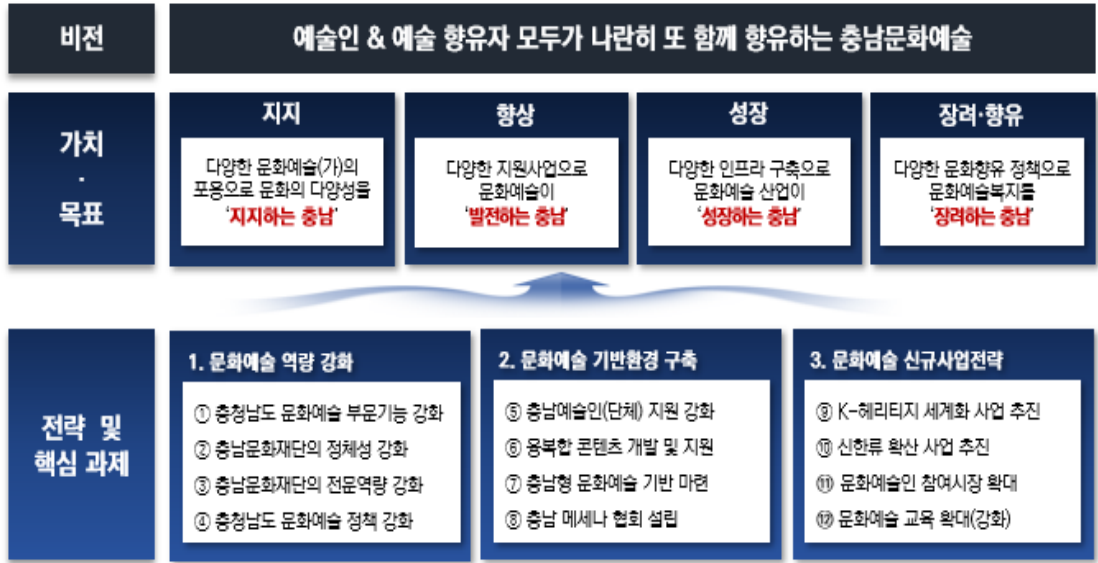 비전
예술인 & 예술 향유자 모두가 나란히 또 함께 향유하는 충남문화예술
가치
·
목표
지지
다양한 문화예술(가)의
포용으로 문화의 다양성을
‘지지하는 충남’
향상
다양한 지원사업으로
문화예술이
‘발전하는 충남’
성장
다양한 인프라 구축으로
문화예술 산업이
‘성장하는 충남’
장려·향유
다양한 문화향유 정책으로
문화예술복지를
‘장려하는 충남’
전략 및
핵심 과제
1. 문화예술 역량 강화
① 충청남도 문화예술 부문기능 강화
② 충남문화재단의 정체성 강화
③ 충남문화재단의 전문역량 강화
④ 충청남도 문화예술 정책 강화
2. 문화예술 기반환경 구축
⑤ 충남예술인(단체) 지원 강화
⑥ 융복합 콘텐츠 개발 및 지원
⑦ 충남형 문화예술 기반 마련
⑧ 충남 메세나 협회 설립
3. 문화예술 신규사업전략
⑨ K-헤리티지 세계화 사업 추진
⑩ 신한류 확산 사업 추진
⑪ 문화예술인 참여시장 확대
⑫ 문화예술 교육 확대(강화)